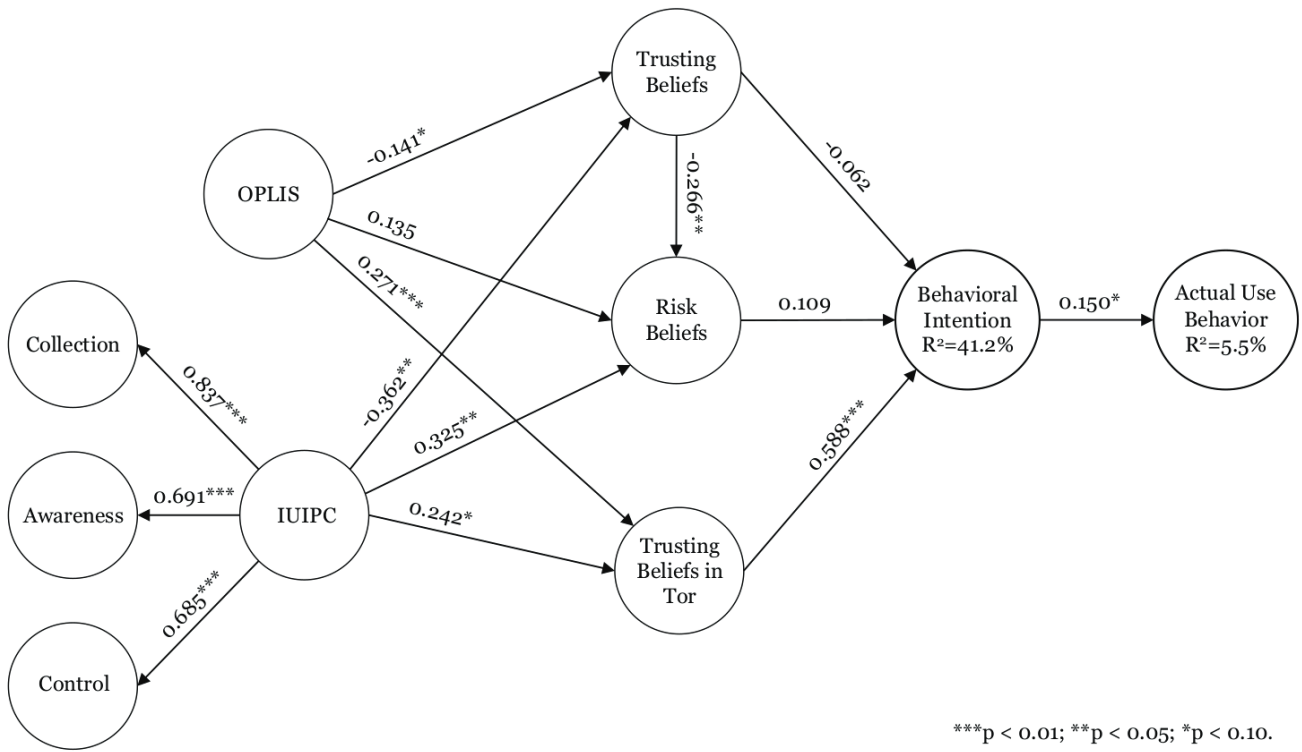 Trusting
Beliefs
-0.141*
-0.062
OPLIS
-0.266**
0.135
0.271***
Risk
Beliefs
0.109
Behavioral
Intention
R²=41.2%
0.150*
Actual Use
Behavior
R²=5.5%
Collection
0.837***
-0.362**
0.325**
0.588***
Awareness
0.691***
IUIPC
0.242*
Trusting
Beliefs in
Tor
0.685***
Control
***p < 0.01; **p < 0.05; *p < 0.10.